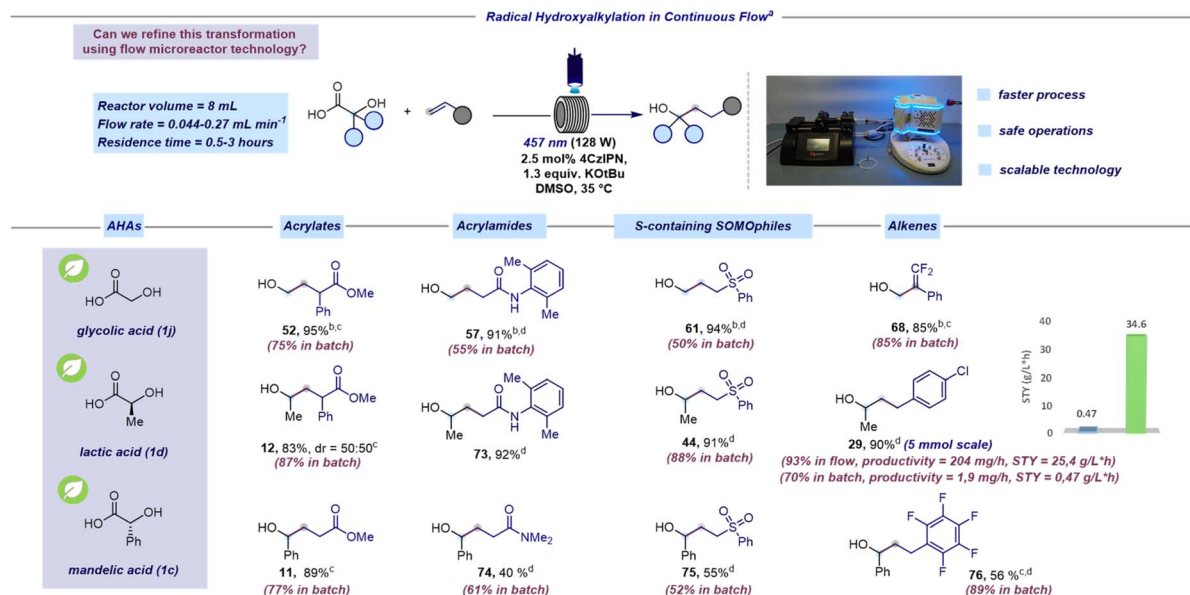 Radical Hydroxyalkylation in Continuous Flowᵃ
Can we refine this transformation
using flow microreactor technology?
Reactor volume = 8 mL
Flow rate = 0.044-0.27 mL min⁻¹
Residence time = 0.5-3 hours
O
HO
OH
+
HO
457 nm (128 W)
2.5 mol% 4CzIPN,
1.3 equiv. KOtBu
DMSO, 35 °C
faster process
safe operations
scalable technology
AHAs
Acrylates
Acrylamides
S-containing SOMOphiles
Alkenes
O
HO
OH
glycolic acid (1j)
HO
O
OMe
Ph
52, 95%ᵇ,ᶜ
(75% in batch)
HO
O
N
H
Me
Me
57, 91%ᵇ,ᵈ
(55% in batch)
HO
O
O
S
Ph
61, 94%ᵇ,ᵈ
(50% in batch)
CF₂
HO
Ph
68, 85%ᵇ,ᶜ
(85% in batch)
O
HO
OH
Me
lactic acid (1d)
HO
Me
O
OMe
Ph
12, 83%, dr = 50:50ᶜ
(87% in batch)
HO
Me
O
N
H
Me
Me
73, 92%ᵈ
HO
Me
O
O
S
Ph
44, 91%ᵈ
(88% in batch)
Cl
HO
Me
29, 90%ᵈ (5 mmol scale)
(93% in flow, productivity = 204 mg/h, STY = 25,4 g/L*h)
(70% in batch, productivity = 1,9 mg/h, STY = 0,47 g/L*h)
STY (g/L*h)
40
30
20
10
0
0.47
34.6
O
HO
OH
Ph
mandelic acid (1c)
HO
Ph
O
OMe
11, 89%ᶜ
(77% in batch)
HO
Ph
O
NMe₂
74, 40 %ᵈ
(61% in batch)
HO
Ph
O
O
S
Ph
75, 55%ᵈ
(52% in batch)
HO
Ph
F
F
F
F
F
76, 56 %ᶜ,ᵈ
(89% in batch)